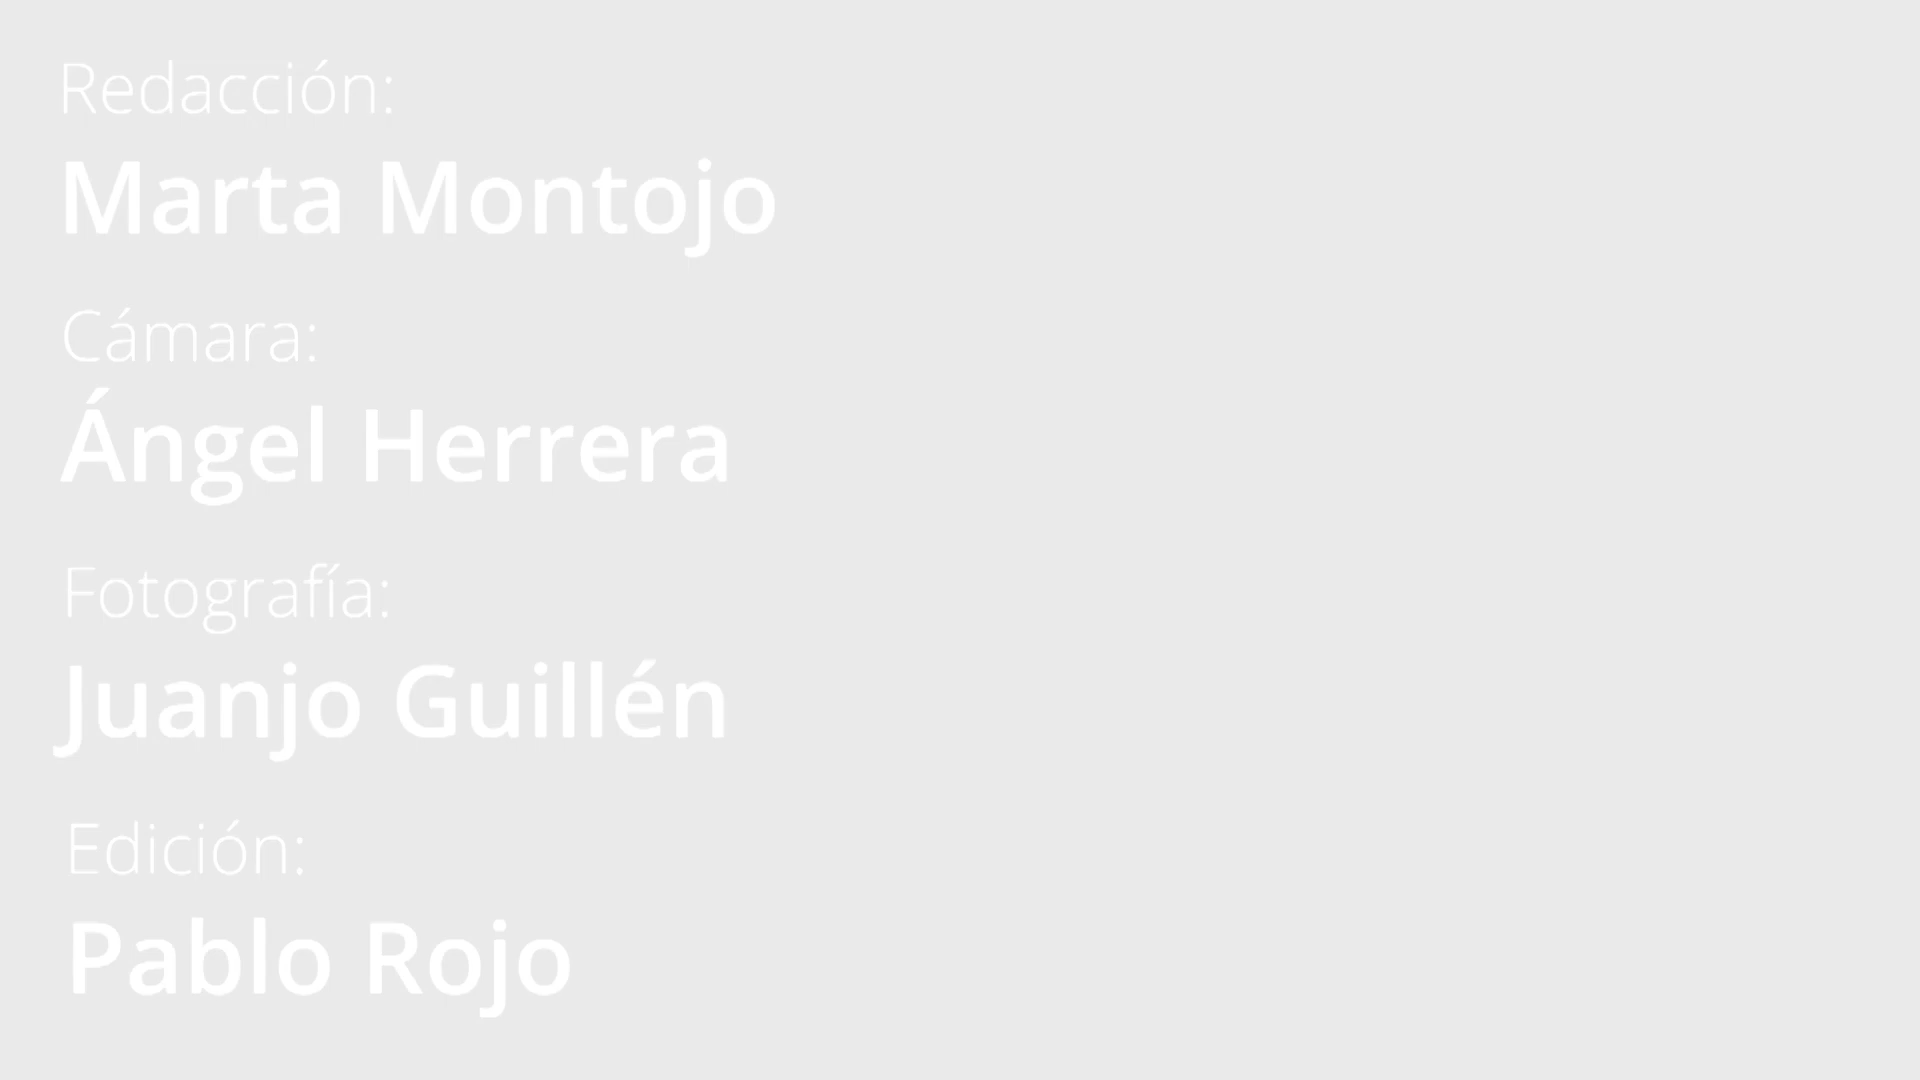 Redacción:
Marta Montojo
Cámara:
Ángel Herrera
Fotografía:
Juanjo Guillén
Edición:
Pablo Rojo